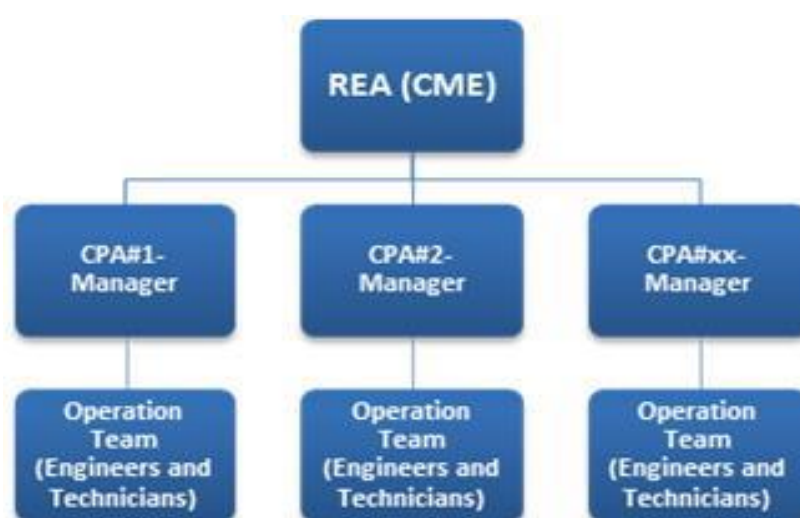 REA (CME)
CPA#1-
Manager
CPA#2-
Manager
CPA#xx-
Manager
Operation
Team
(Engineers and
Technicians)
Operation
Team
(Engineers and
Technicians)
Operation
Team
(Engineers and
Technicians)